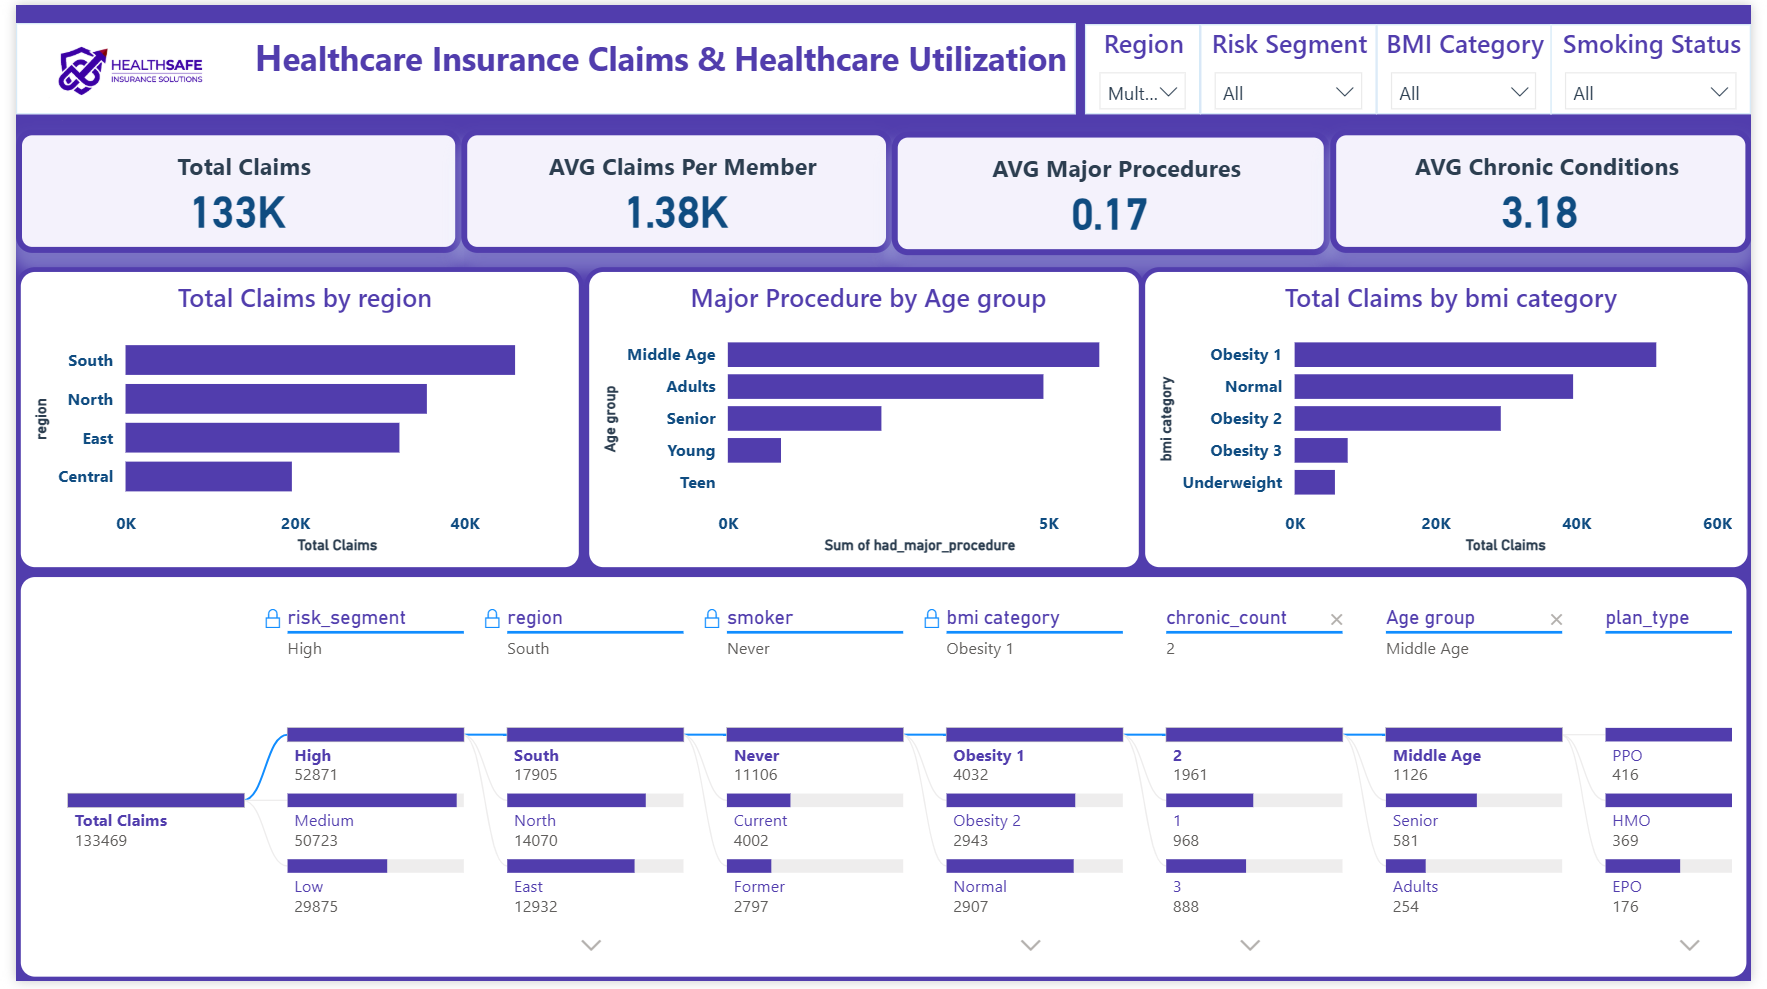 HEALTHSAFE
INSURANCE SOLUTIONS
Healthcare Insurance Claims & Healthcare Utilization
Region
Mult...
Risk Segment
All
BMI Category
All
Smoking Status
All
Total Claims
133K
AVG Claims Per Member
1.38K
AVG Major Procedures
0.17
AVG Chronic Conditions
3.18
Total Claims by region
region
South
North
East
Central
0K 20K 40K
Total Claims
Major Procedure by Age group
Age group
Middle Age
Adults
Senior
Young
Teen
0K 5K
Sum of had_major_procedure
Total Claims by bmi category
bmi category
Obesity 1
Normal
Obesity 2
Obesity 3
Underweight
0K 20K 40K 60K
Total Claims
risk_segment
High
region
South
smoker
Never
bmi category
Obesity 1
chronic_count
2
Age group
Middle Age
plan_type
Total Claims
133469
High
52871
Medium
50723
Low
29875
South
17905
North
14070
East
12932
Never
11106
Current
4002
Former
2797
Obesity 1
4032
Obesity 2
2943
Normal
2907
2
1961
1
968
3
888
Middle Age
1126
Senior
581
Adults
254
PPO
416
HMO
369
EPO
176